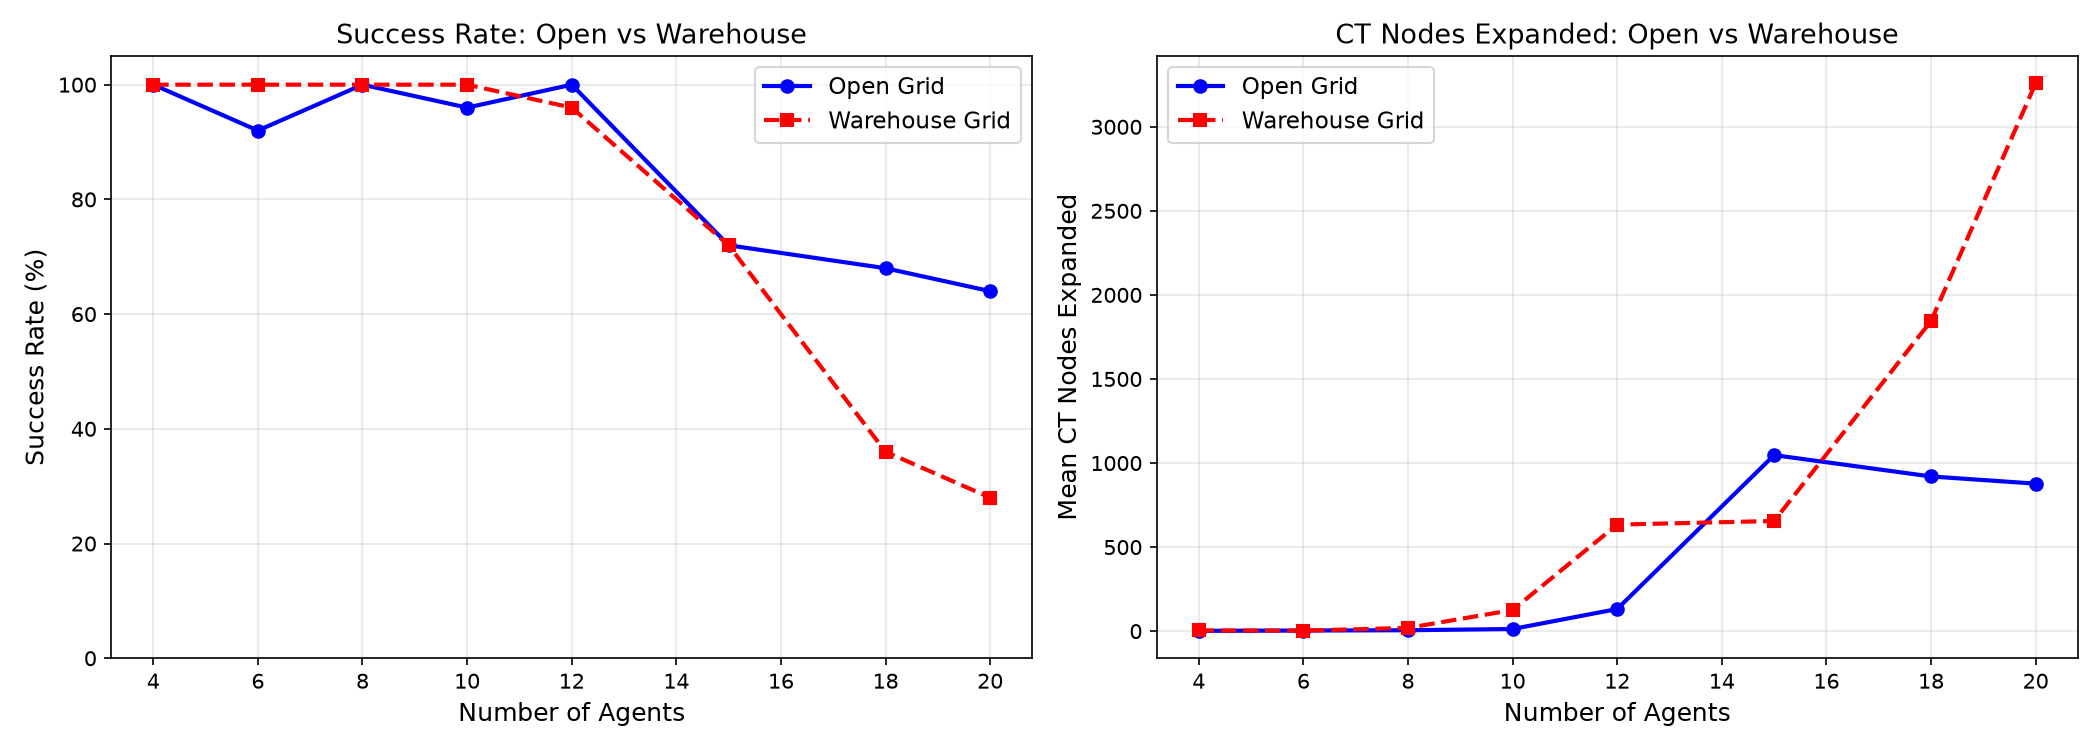 Success Rate: Open vs Warehouse
Success Rate (%)
100
80
60
40
20
0
4 6 8 10 12 14 16 18 20
Number of Agents
Open Grid
Warehouse Grid
CT Nodes Expanded: Open vs Warehouse
Mean CT Nodes Expanded
3000
2500
2000
1500
1000
500
0
4 6 8 10 12 14 16 18 20
Number of Agents
Open Grid
Warehouse Grid